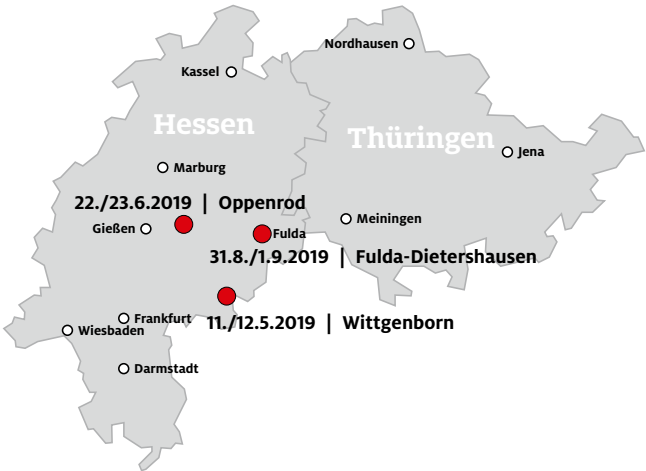 Nordhausen
Kassel
Hessen
Thüringen
Jena
Marburg
22./23.6.2019 | Oppenrod
Meiningen
Gießen
Fulda
31.8./1.9.2019 | Fulda-Dietershausen
Frankfurt
11./12.5.2019 | Wittgenborn
Wiesbaden
Darmstadt